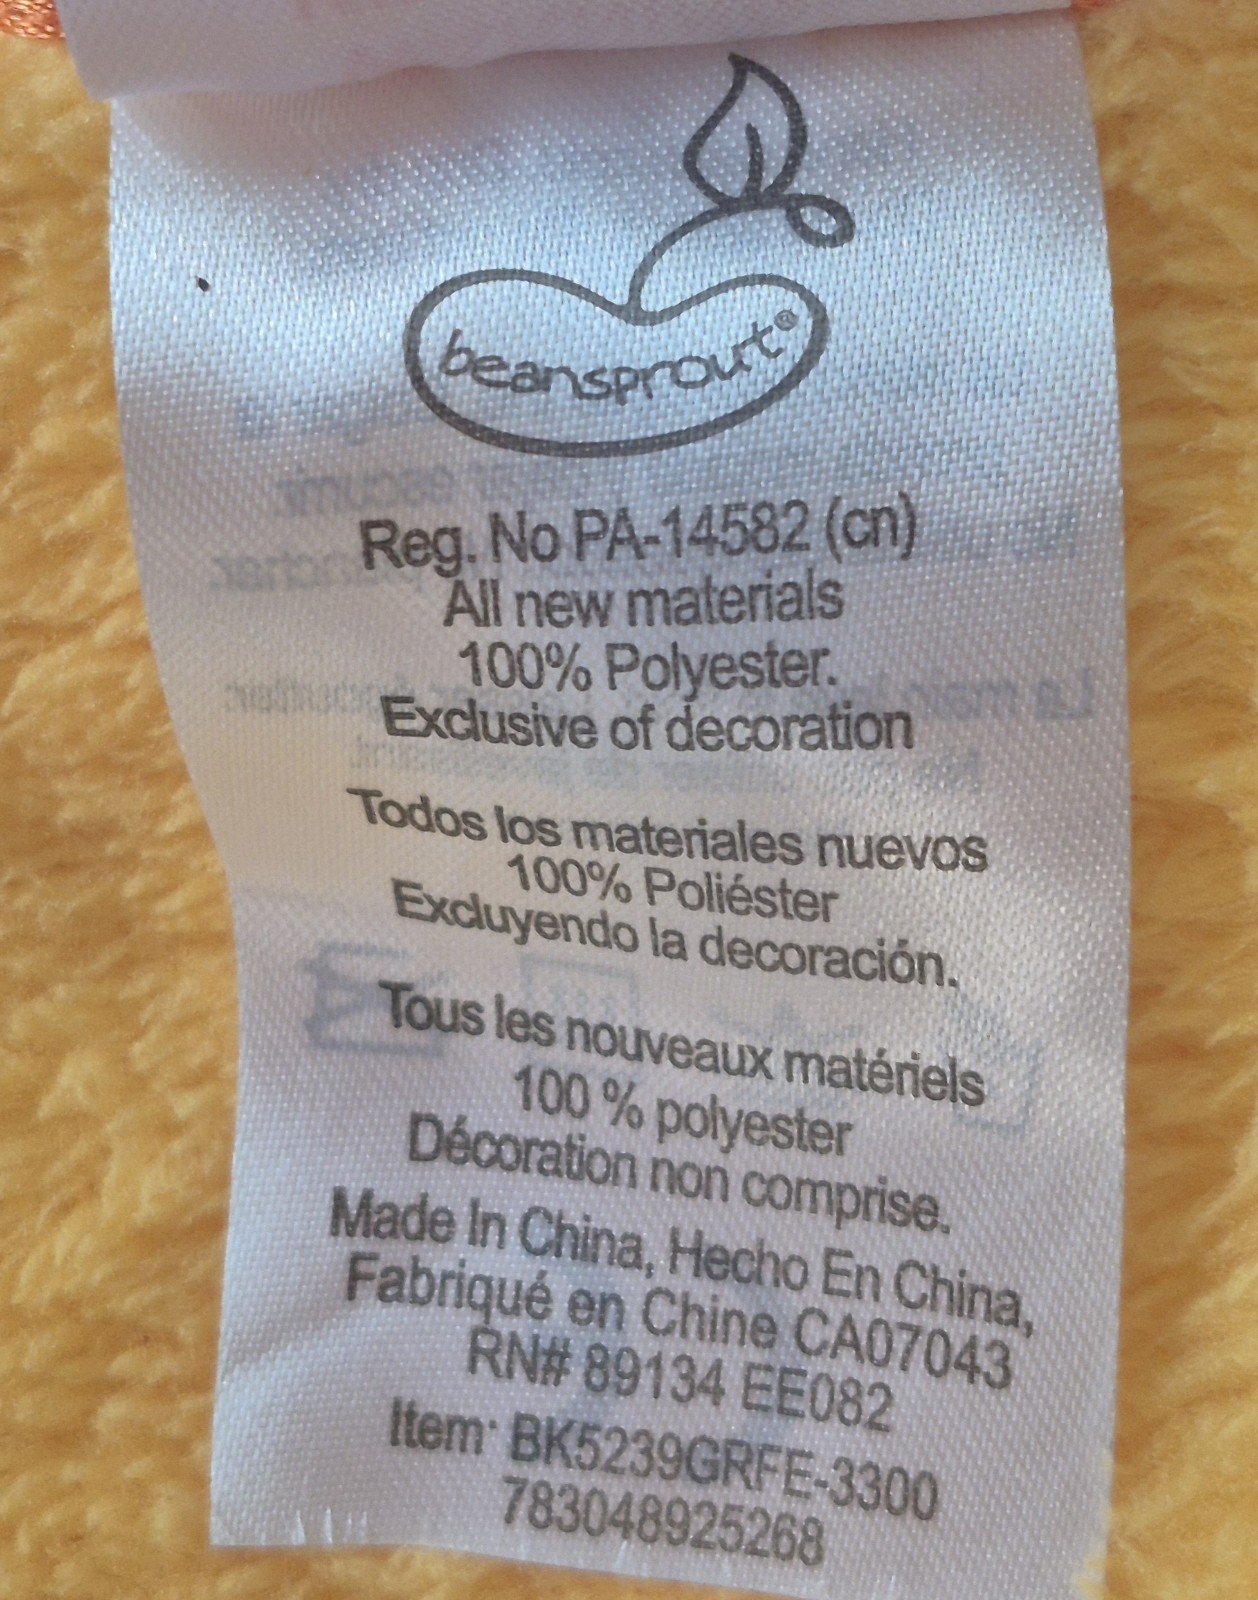 beansprout®
Reg. No PA-14582 (cn)
All new materials
100% Polyester.
Exclusive of decoration
Todos los materiales nuevos
100% Poliéster
Excluyendo la decoración.
Tous les nouveaux matériels
100 % polyester
Décoration non comprise.
Made In China, Hecho En China,
Fabriqué en Chine CA07043
RN# 89134 EE082
Item: BK5239GRFE-3300
783048925268